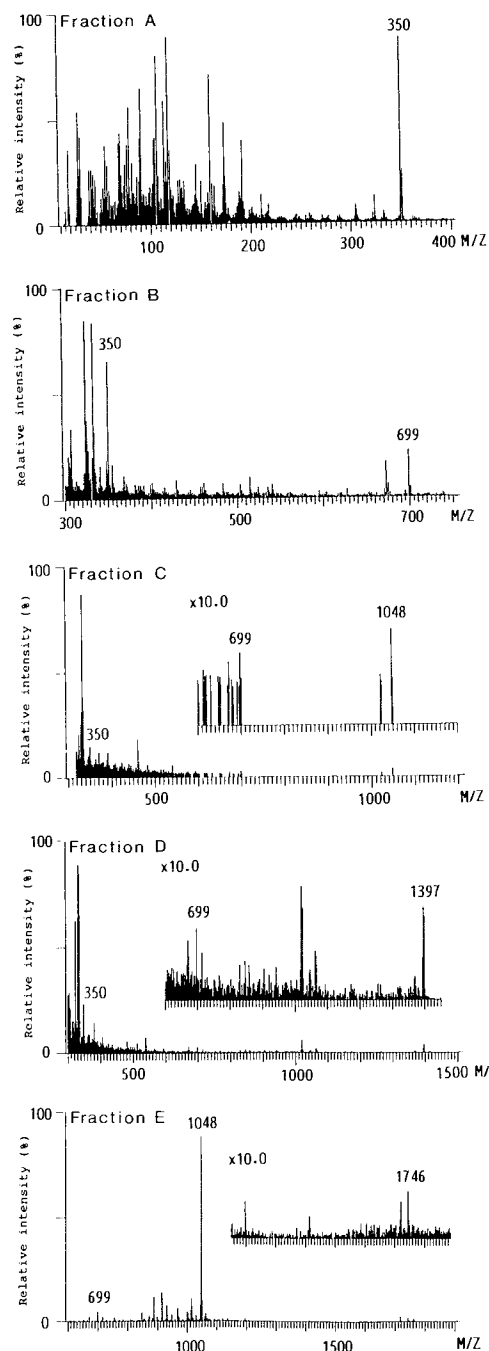 Fraction A
350
Relative intensity (%)
0
100 200 300 400 M/Z
100
Fraction B
350
699
Relative intensity (%)
0
300 500 700 M/Z
100
Fraction C
x10.0
699
1048
350
Relative intensity (%)
0
500 1000 M/Z
100
Fraction D
x10.0
699
1397
350
Relative intensity (%)
0
500 1000 1500 M/
100
Fraction E
1048
x10.0
1746
699
Relative intensity (%)
0
1000 1500 M/Z